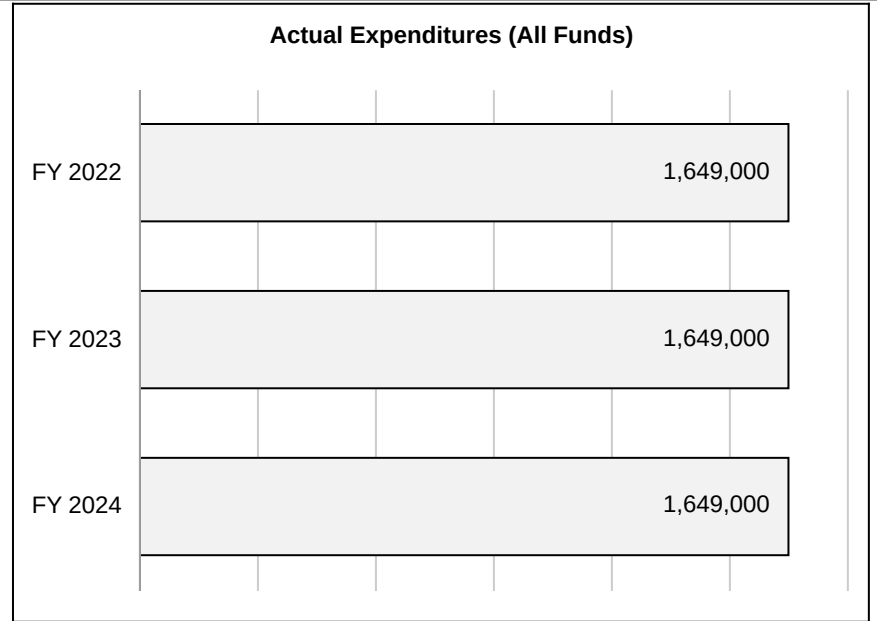 Actual Expenditures (All Funds)
FY 2022 1,649,000
FY 2023 1,649,000
FY 2024 1,649,000